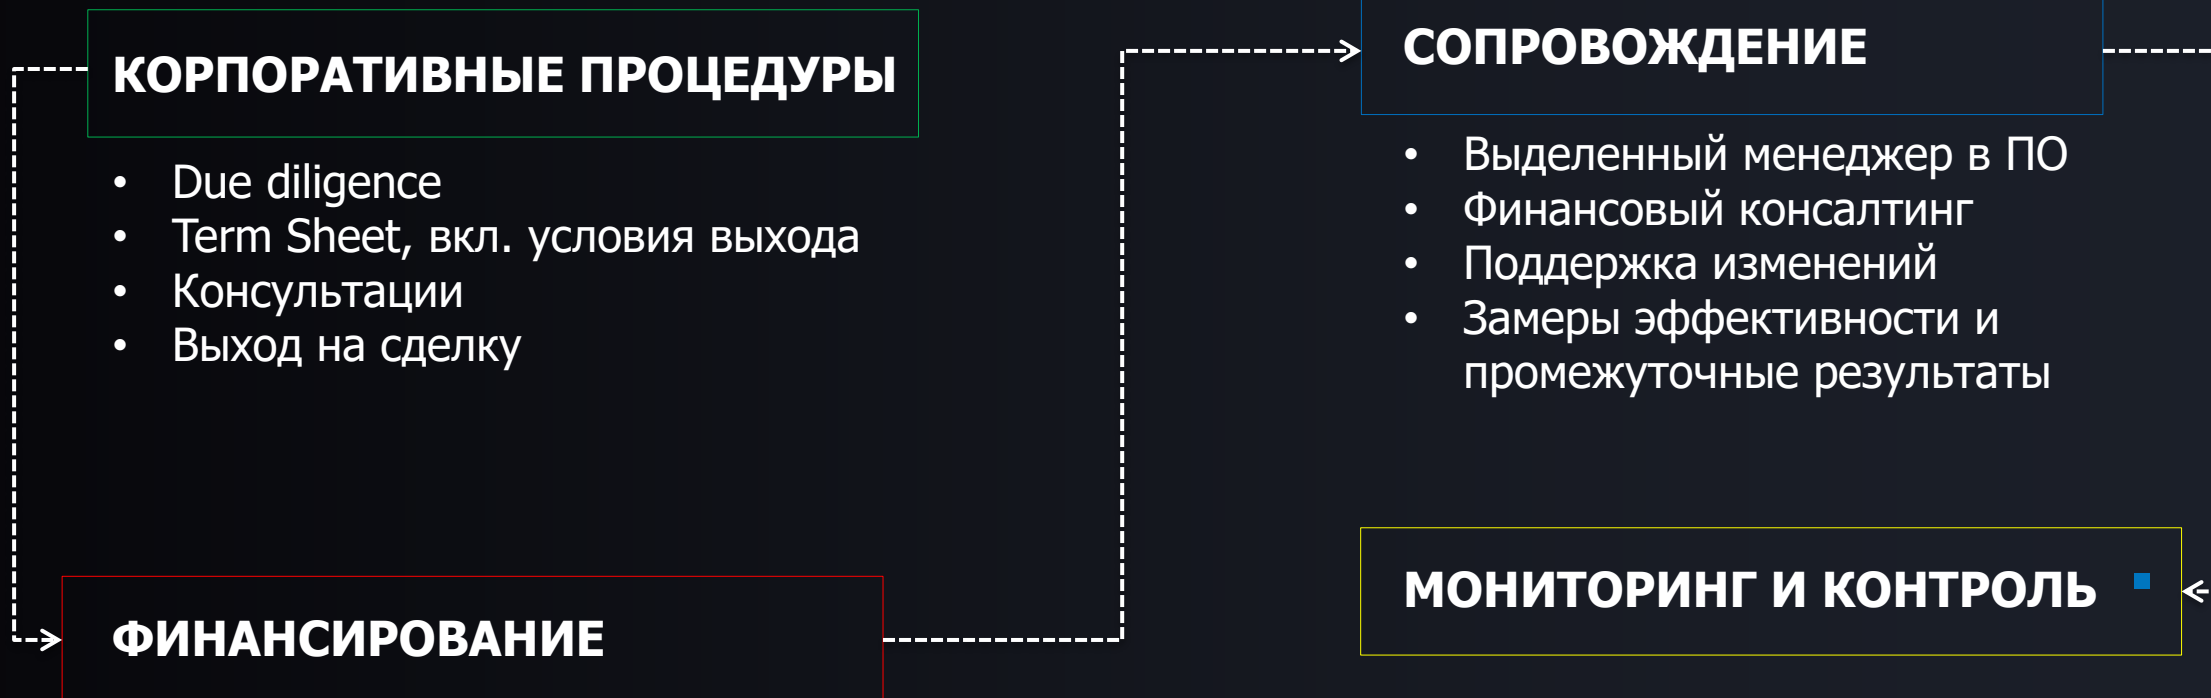 КОРПОРАТИВНЫЕ ПРОЦЕДУРЫ
• Due diligence
• Term Sheet, вкл. условия выхода
• Консультации
• Выход на сделку
ФИНАНСИРОВАНИЕ
СОПРОВОЖДЕНИЕ
• Выделенный менеджер в ПО
• Финансовый консалтинг
• Поддержка изменений
• Замеры эффективности и
промежуточные результаты
МОНИТОРИНГ И КОНТРОЛЬ